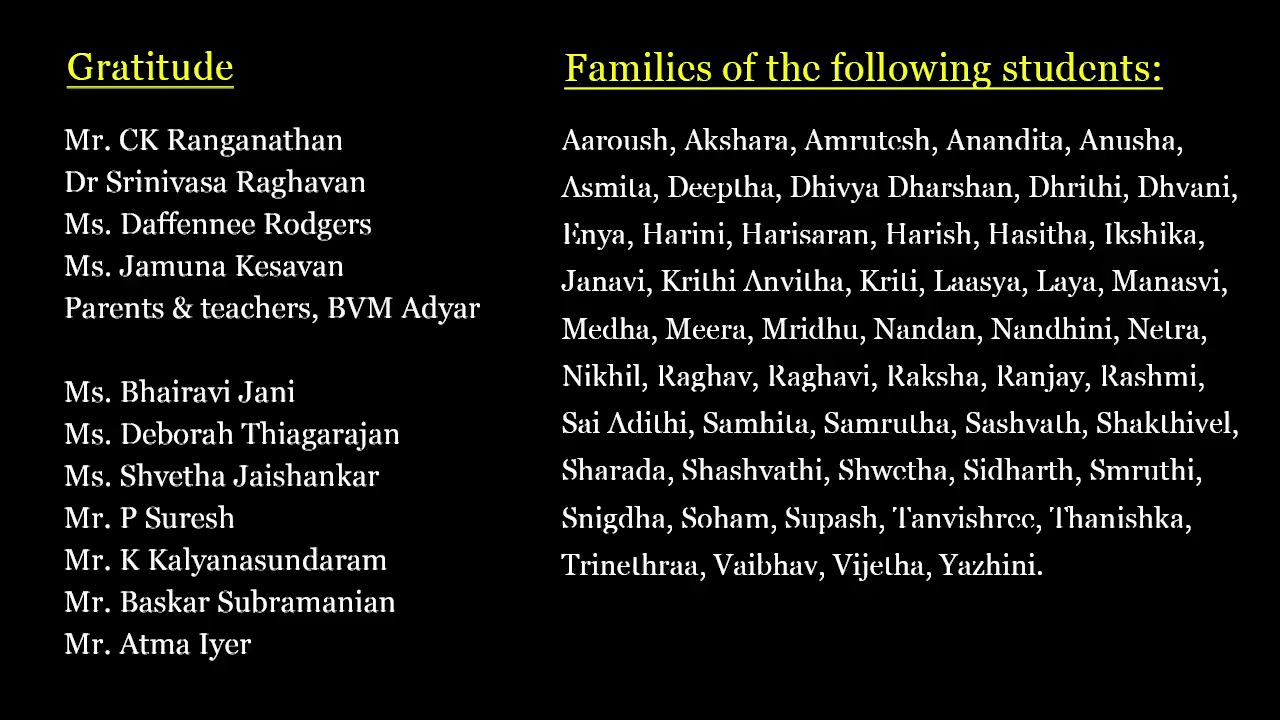 Gratitude
Mr. CK Ranganathan
Dr Srinivasa Raghavan
Ms. Daffennee Rodgers
Ms. Jamuna Kesavan
Parents & teachers, BVM Adyar
Ms. Bhairavi Jani
Ms. Deborah Thiagarajan
Ms. Shvetha Jaishankar
Mr. P Suresh
Mr. K Kalyanasundaram
Mr. Baskar Subramanian
Mr. Atma Iyer
Families of the following students:
Aaroush, Akshara, Amrutesh, Anandita, Anusha,
Asmita, Deeptha, Dhivya Dharshan, Dhrithi, Dhvani,
Enya, Harini, Harisaran, Harish, Hasitha, Ikshika,
Janavi, Krithi Anvitha, Kriti, Laasya, Laya, Manasvi,
Medha, Meera, Mridhu, Nandan, Nandhini, Netra,
Nikhil, Raghav, Raghavi, Raksha, Ranjay, Rashmi,
Sai Adithi, Samhita, Samrutha, Sashvath, Shakthivel,
Sharada, Shashvathi, Shwetha, Sidharth, Smruthi,
Snigdha, Soham, Supash, Tanvishree, Thanishka,
Trinethraa, Vaibhav, Vijetha, Yazhini.